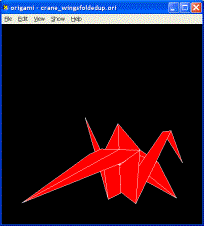 origami - crane_wingsfoldedup.ori
File Edit View Show Help